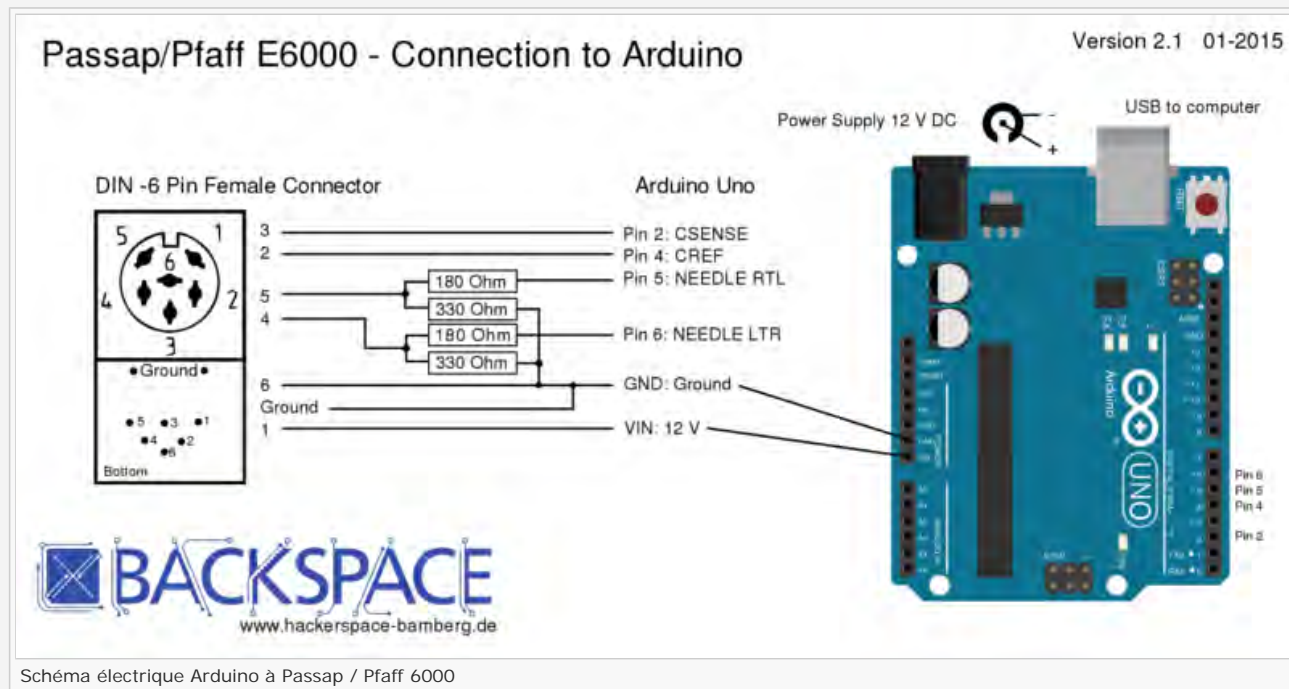 Passap/Pfaff E6000 - Connection to Arduino
Version 2.1 01-2015
Power Supply 12 V DC
-
+
USB to computer
DIN -6 Pin Female Connector
Arduino Uno
5
1
6
4
2
3
•Ground•
5 3 1
4 2
6
Bottom
3
2
5
4
6
Ground
1
180 Ohm
330 Ohm
180 Ohm
330 Ohm
Pin 2: CSENSE
Pin 4: CREF
Pin 5: NEEDLE RTL
Pin 6: NEEDLE LTR
GND: Ground
VIN: 12 V
Arduino
UNO
Pin 6
Pin 5
Pin 4
Pin 2
BACKSPACE
www.hackerspace-bamberg.de
Schéma électrique Arduino à Passap / Pfaff 6000